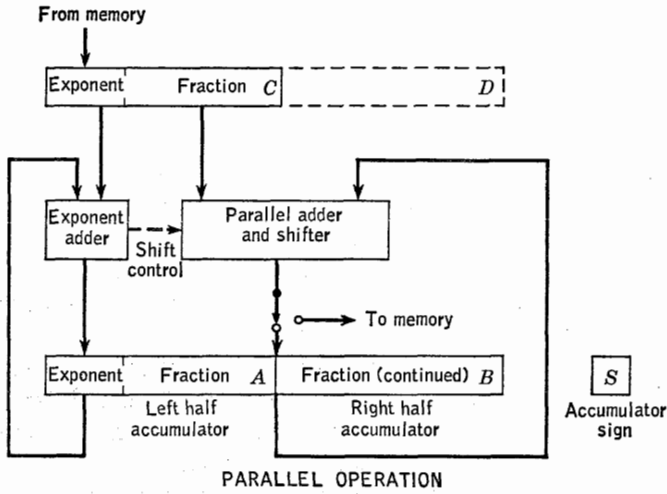 From memory
Exponent Fraction C D
Exponent adder
Parallel adder and shifter
Shift control
To memory
Exponent Fraction A Fraction (continued) B S
Left half accumulator
Right half accumulator
Accumulator sign
PARALLEL OPERATION